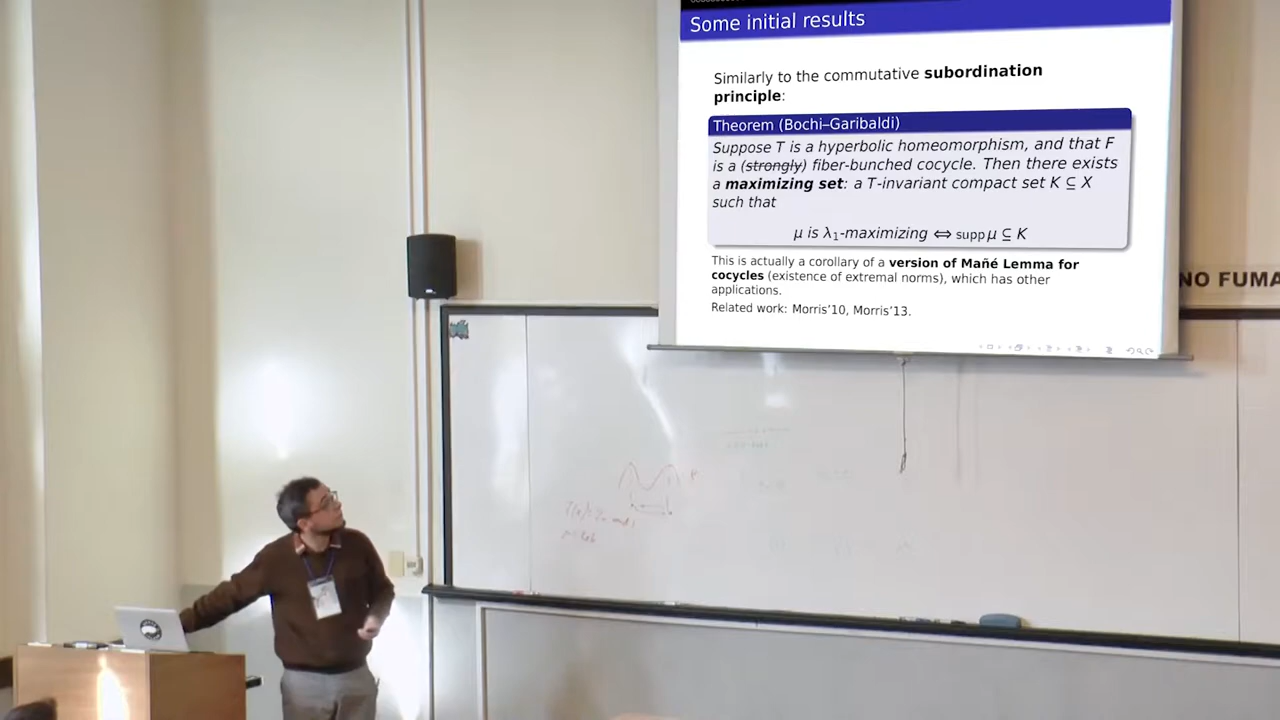 Some initial results
Similarly to the commutative subordination
principle:
Theorem (Bochi–Garibaldi)
Suppose T is a hyperbolic homeomorphism, and that F
is a (strongly) fiber-bunched cocycle. Then there exists
a maximizing set: a T-invariant compact set K ⊆ X
such that
μ is λ₁-maximizing ⟺ supp μ ⊆ K
This is actually a corollary of a version of Mañé Lemma for
cocycles (existence of extremal norms), which has other
applications.
Related work: Morris'10, Morris'13.
NO FUMA